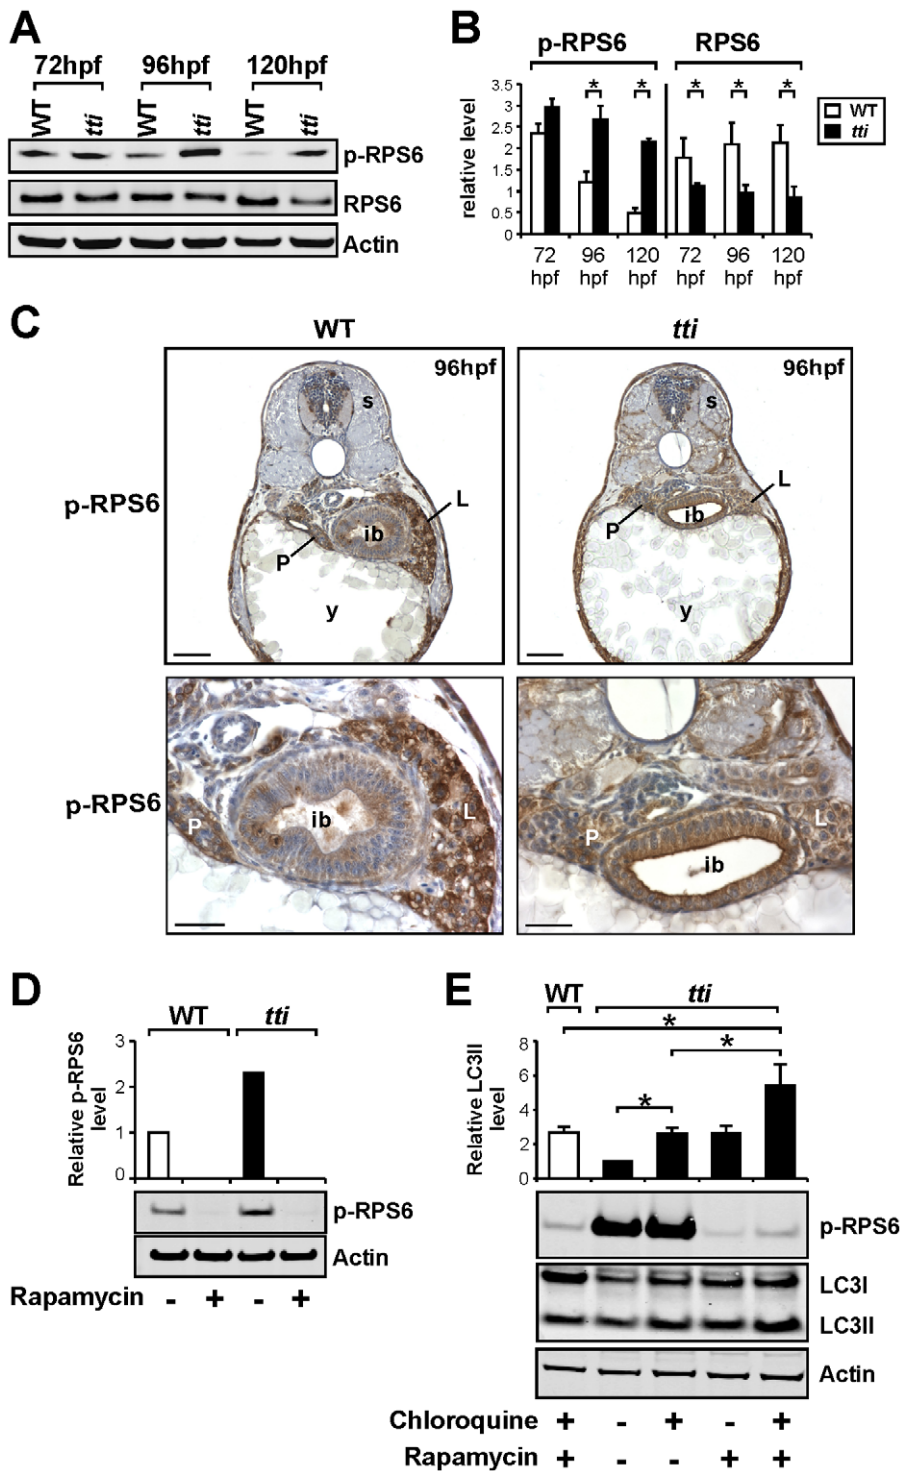 A
72hpf 96hpf 120hpf
WT tti WT tti WT tti
p-RPS6
RPS6
Actin
B
p-RPS6 RPS6
relative level
3.5
3
2.5
2
1.5
1
0.5
0
* * * * *
WT
tti
72 hpf 96 hpf 120 hpf 72 hpf 96 hpf 120 hpf
C
WT tti
p-RPS6
96hpf
s
L
ib
P
y
96hpf
s
L
ib
P
y
p-RPS6
P
ib
L
P
ib
L
D
WT tti
Relative p-RPS6 level
3
2
1
0
p-RPS6
Actin
Rapamycin - + - +
E
WT tti
*
*
*
Relative LC3II level
8
6
4
2
0
p-RPS6
LC3I
LC3II
Actin
Chloroquine + - + - +
Rapamycin + - - + +